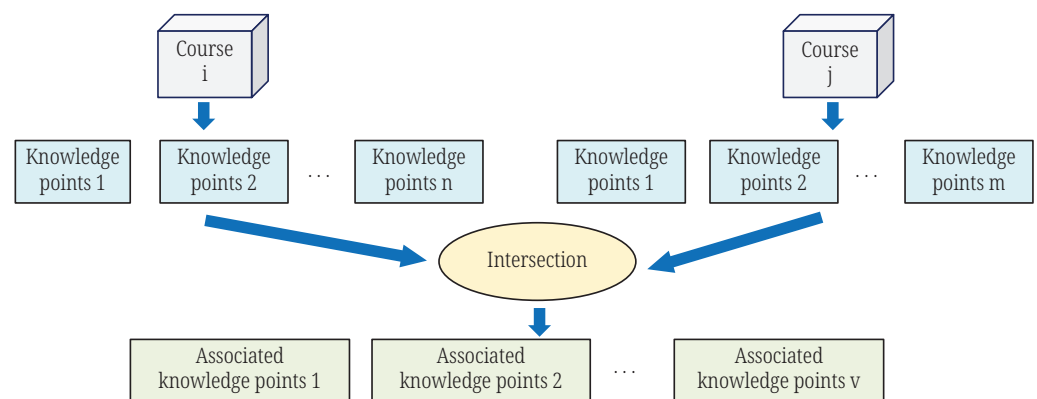 Course
i
Course
j
Knowledge
points 1
Knowledge
points 2
...
Knowledge
points n
Knowledge
points 1
Knowledge
points 2
...
Knowledge
points m
Intersection
Associated
knowledge points 1
Associated
knowledge points 2
...
Associated
knowledge points v